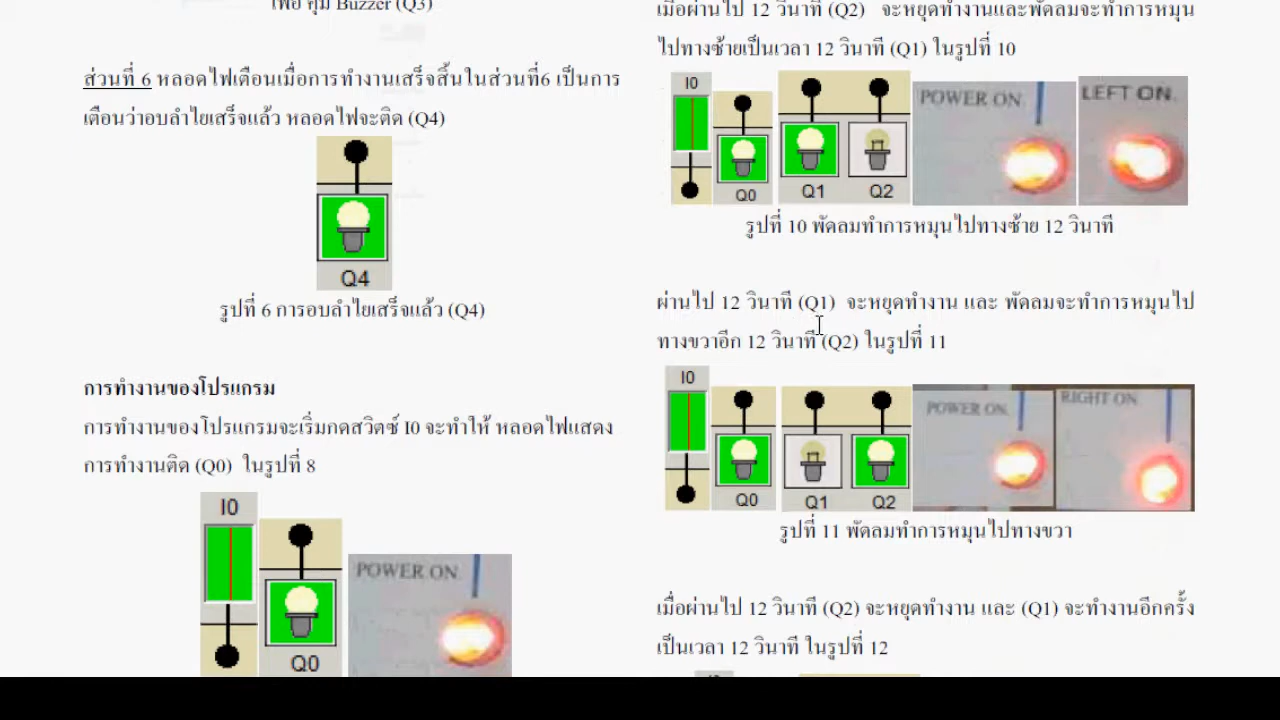 เพื่อ คุม Buzzer (Q3)
ส่วนที่ 6 หลอดไฟเตือนเมื่อการทำงานเสร็จสิ้นในส่วนที่6 เป็นการ
เตือนว่าอบลำไยเสร็จแล้ว หลอดไฟจะติด (Q4)
Q4
รูปที่ 6 การอบลำไยเสร็จแล้ว (Q4)
การทำงานของโปรแกรม
การทำงานของโปรแกรมจะเริ่มกดสวิตซ์ I0 จะทำให้ หลอดไฟแสดง
การทำงานติด (Q0) ในรูปที่ 8
I0
POWER ON.
Q0
เมื่อผ่านไป 12 วินาที (Q2) จะหยุดทำงานและพัดลมจะทำการหมุน
ไปทางซ้ายเป็นเวลา 12 วินาที (Q1) ในรูปที่ 10
I0
POWER ON.
LEFT ON.
Q0
Q1
Q2
รูปที่ 10 พัดลมทำการหมุนไปทางซ้าย 12 วินาที
ผ่านไป 12 วินาที (Q1) จะหยุดทำงาน และ พัดลมจะทำการหมุนไป
ทางขวาอีก 12 วินาที (Q2) ในรูปที่ 11
I0
POWER ON.
RIGHT ON.
Q0
Q1
Q2
รูปที่ 11 พัดลมทำการหมุนไปทางขวา
เมื่อผ่านไป 12 วินาที (Q2) จะหยุดทำงาน และ (Q1) จะทำงานอีกครั้ง
เป็นเวลา 12 วินาที ในรูปที่ 12